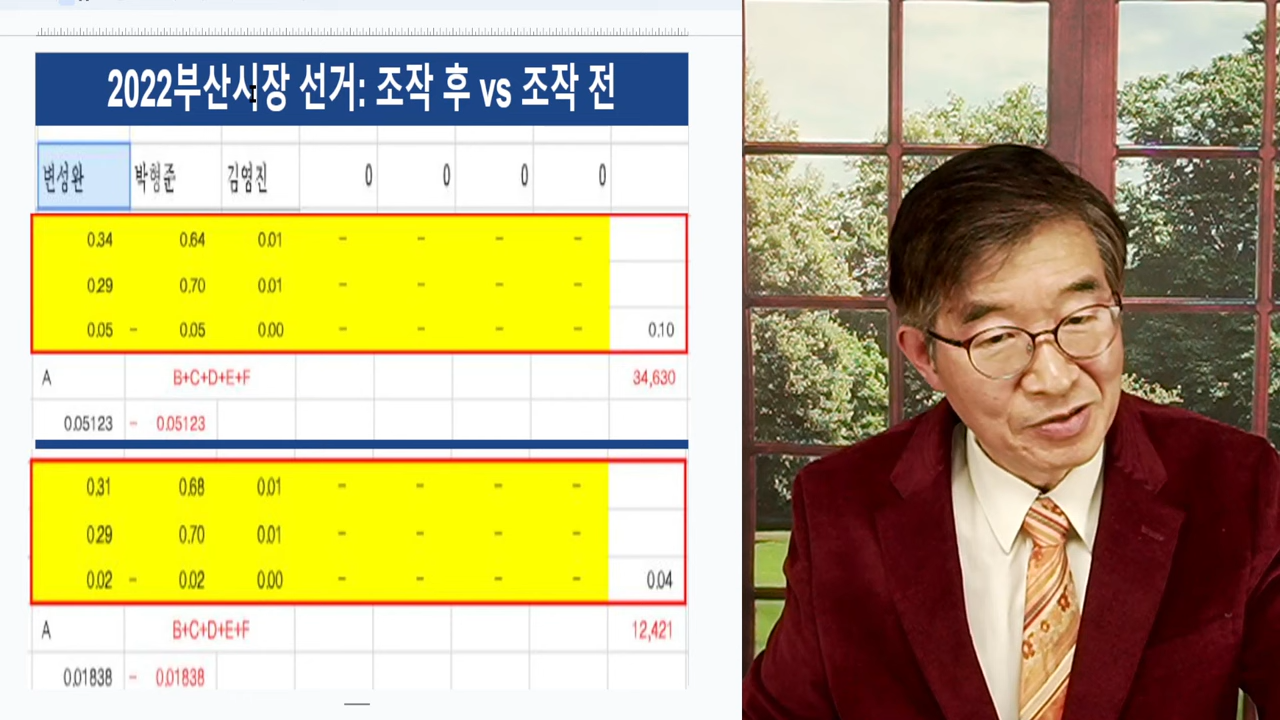 2022부산시장 선거: 조작 후 vs 조작 전
변성완 박형준 김영진 0 0 0 0
0.34 0.64 0.01 - - - -
0.29 0.70 0.01 - - - -
0.05 - 0.05 0.00 - - - - 0.10
A B+C+D+E+F 34,630
0.05123 - 0.05123
0.31 0.68 0.01 - - - -
0.29 0.70 0.01 - - - -
0.02 - 0.02 0.00 - - - - 0.04
A B+C+D+E+F 12,421
0.01838 - 0.01838